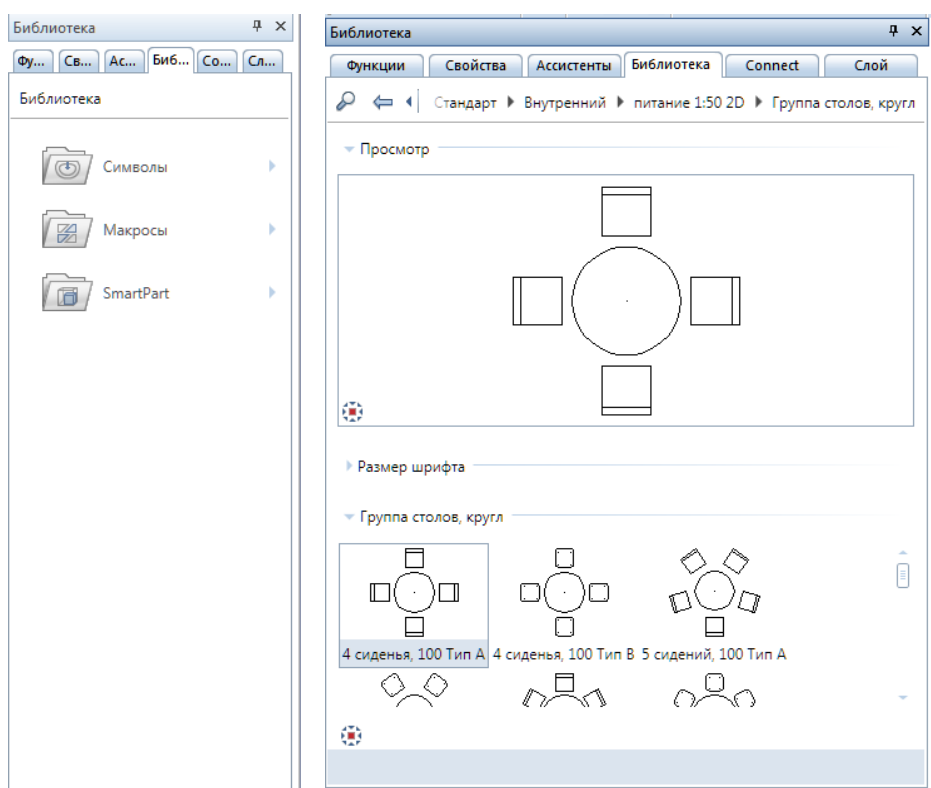 Библиотека
Фу... Св... Ас... Биб... Со... Сл...
Библиотека
Символы
Макросы
SmartPart
Библиотека
Функции Свойства Ассистенты Библиотека Connect Слой
Стандарт Внутренний питание 1:50 2D Группа столов, кругл
Просмотр
Размер шрифта
Группа столов, кругл
4 сиденья, 100 Тип A 4 сиденья, 100 Тип B 5 сидений, 100 Тип A